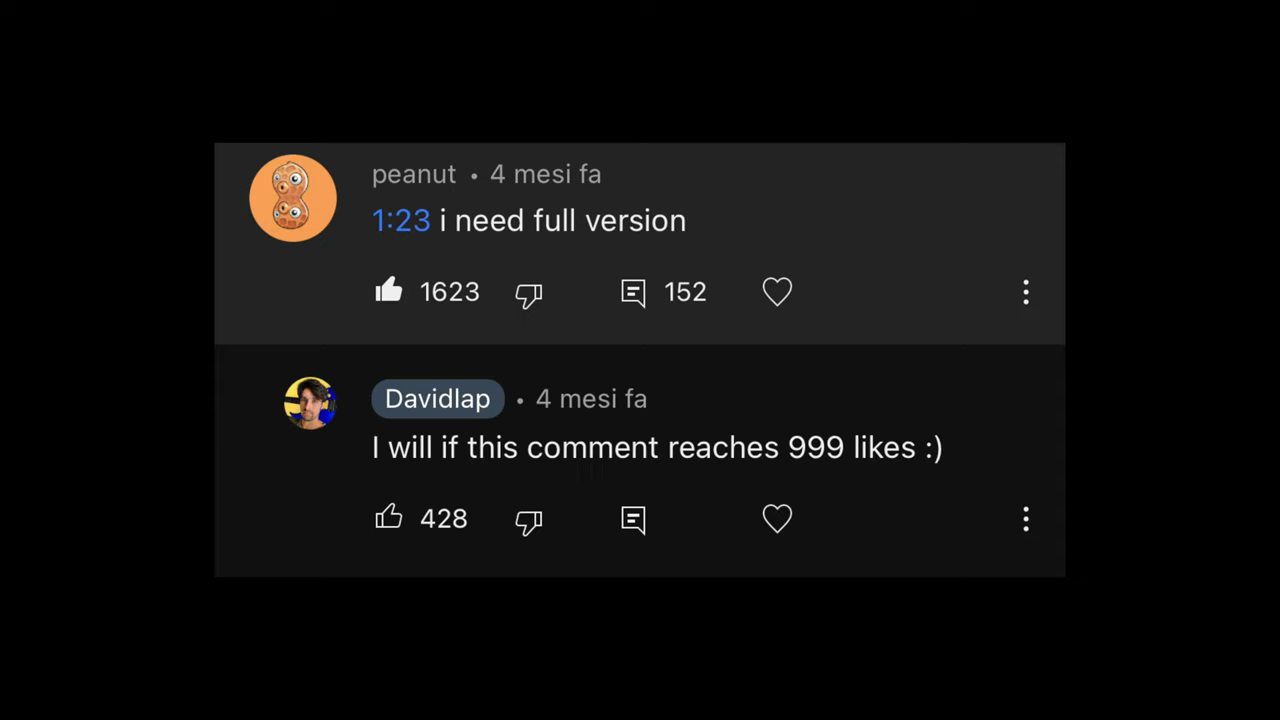 peanut • 4 mesi fa
1:23 i need full version
1623 152
Davidlap • 4 mesi fa
I will if this comment reaches 999 likes :)
428